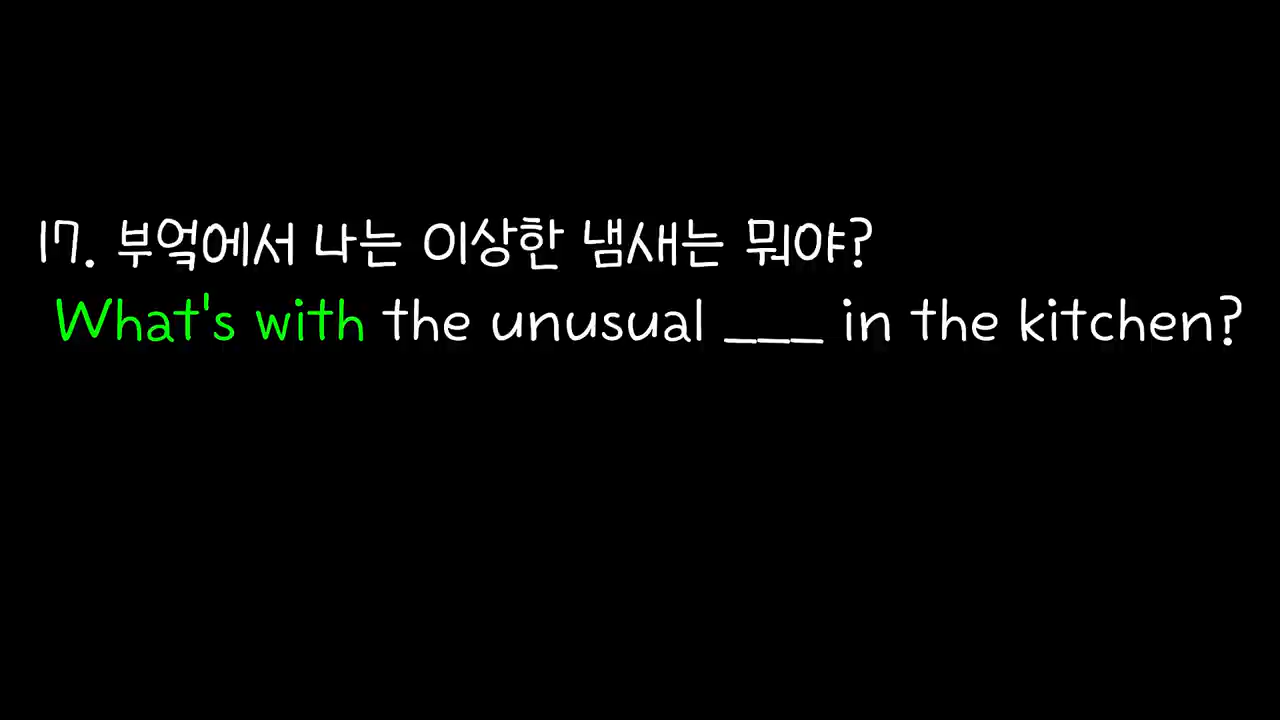 17. 부엌에서 나는 이상한 냄새는 뭐야?
What's with the unusual ___ in the kitchen?